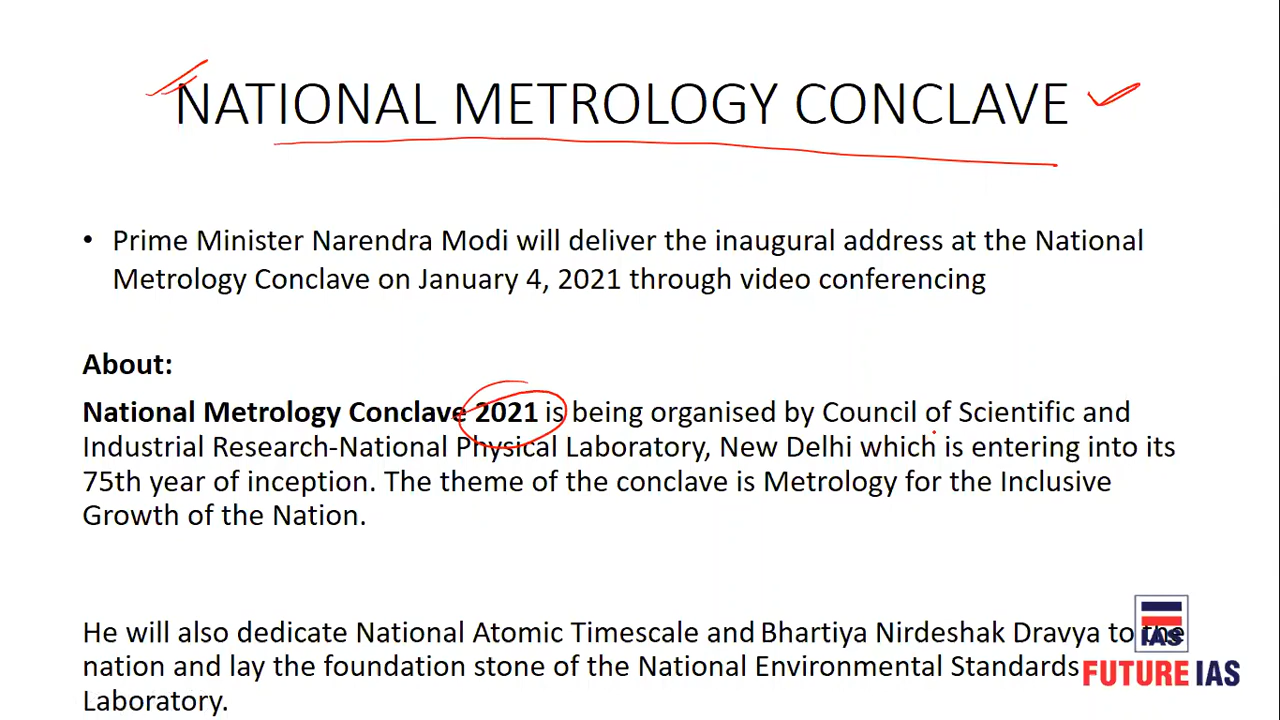 NATIONAL METROLOGY CONCLAVE
• Prime Minister Narendra Modi will deliver the inaugural address at the National
Metrology Conclave on January 4, 2021 through video conferencing
About:
National Metrology Conclave 2021 is being organised by Council of Scientific and
Industrial Research-National Physical Laboratory, New Delhi which is entering into its
75th year of inception. The theme of the conclave is Metrology for the Inclusive
Growth of the Nation.
He will also dedicate National Atomic Timescale and Bhartiya Nirdeshak Dravya to the
nation and lay the foundation stone of the National Environmental Standards
Laboratory.
IAS
FUTURE IAS